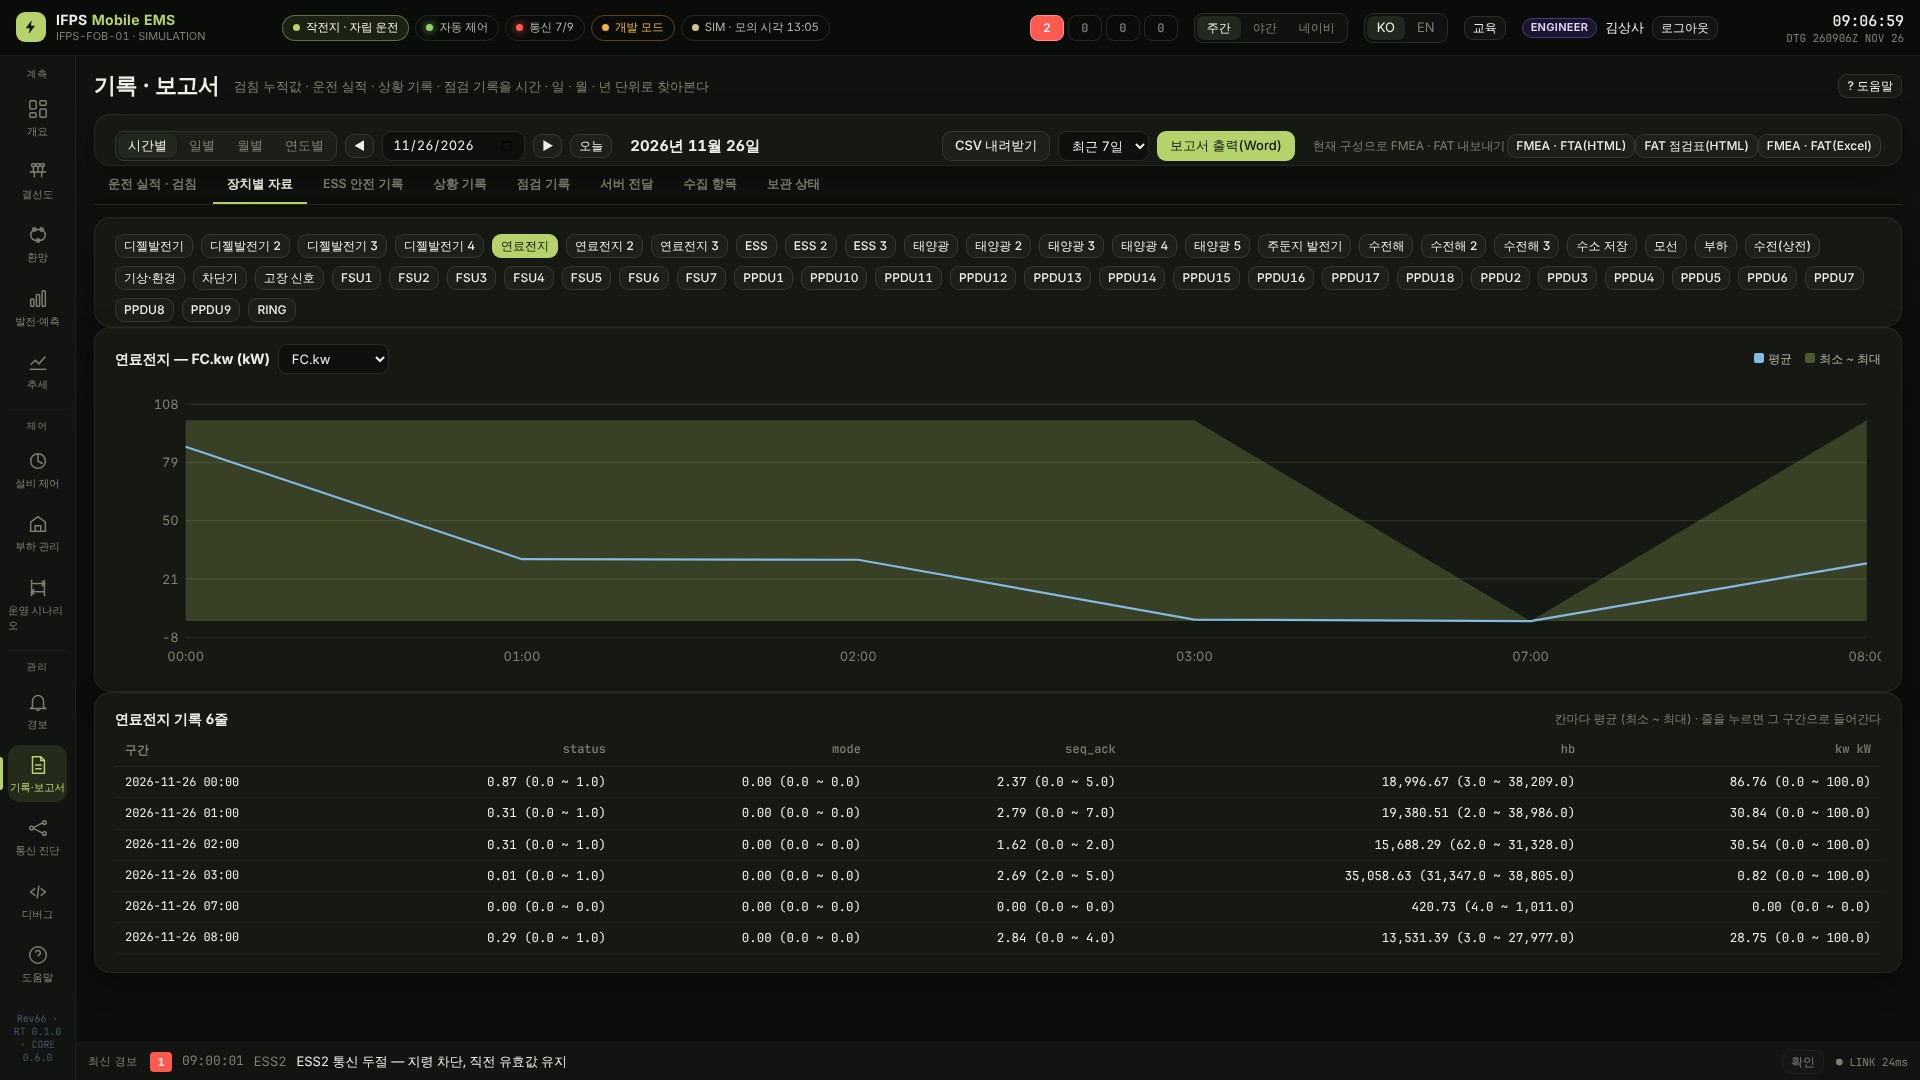 IFPS Mobile EMS
IFPS-FOB-01 · SIMULATION
작전지 · 자립 운전
자동 제어
통신 7/9
개발 모드
SIM · 모의 시각 13:05
2 0 0 0
주간 야간 네이비
KO EN
교육
ENGINEER 김상사 로그아웃
09:06:59
DTG 260906Z NOV 26
계측
개요
결선도
환망
발전·예측
추세
제어
설비 제어
부하 관리
운영 시나리오
관리
경보
기록·보고서
통신 진단
디버그
도움말
Rev66 · RT 0.1.0 · CORE 0.6.0
기록 · 보고서 검침 누적값 · 운전 실적 · 상황 기록 · 점검 기록을 시간 · 일 · 월 · 년 단위로 찾아본다
? 도움말
시간별 일별 월별 연도별 ◀ 11/26/2026 ▶ 오늘 2026년 11월 26일 CSV 내려받기 최근 7일 보고서 출력(Word) 현재 구성으로 FMEA · FAT 내보내기 FMEA · FTA(HTML) FAT 점검표(HTML) FMEA · FAT(Excel)
운전 실적 · 검침 장치별 자료 ESS 안전 기록 상황 기록 점검 기록 서버 전달 수집 항목 보관 상태
디젤발전기 디젤발전기 2 디젤발전기 3 디젤발전기 4 연료전지 연료전지 2 연료전지 3 ESS ESS 2 ESS 3 태양광 태양광 2 태양광 3 태양광 4 태양광 5 주둔지 발전기 수전해 수전해 2 수전해 3 수소 저장 모선 부하 수전(상전)
기상·환경 차단기 고장 신호 FSU1 FSU2 FSU3 FSU4 FSU5 FSU6 FSU7 PPDU1 PPDU10 PPDU11 PPDU12 PPDU13 PPDU14 PPDU15 PPDU16 PPDU17 PPDU18 PPDU2 PPDU3 PPDU4 PPDU5 PPDU6 PPDU7
PPDU8 PPDU9 RING
연료전지 — FC.kw (kW) FC.kw
평균 최소 ~ 최대
108
79
50
21
-8
00:00 01:00 02:00 03:00 07:00 08:00
연료전지 기록 6줄
칸마다 평균 (최소 ~ 최대) · 줄을 누르면 그 구간으로 들어간다
구간 status mode seq_ack hb kw kW
2026-11-26 00:00 0.87 (0.0 ~ 1.0) 0.00 (0.0 ~ 0.0) 2.37 (0.0 ~ 5.0) 18,996.67 (3.0 ~ 38,209.0) 86.76 (0.0 ~ 100.0)
2026-11-26 01:00 0.31 (0.0 ~ 1.0) 0.00 (0.0 ~ 0.0) 2.79 (0.0 ~ 7.0) 19,380.51 (2.0 ~ 38,986.0) 30.84 (0.0 ~ 100.0)
2026-11-26 02:00 0.31 (0.0 ~ 1.0) 0.00 (0.0 ~ 0.0) 1.62 (0.0 ~ 2.0) 15,688.29 (62.0 ~ 31,328.0) 30.54 (0.0 ~ 100.0)
2026-11-26 03:00 0.01 (0.0 ~ 1.0) 0.00 (0.0 ~ 0.0) 2.69 (2.0 ~ 5.0) 35,058.63 (31,347.0 ~ 38,805.0) 0.82 (0.0 ~ 100.0)
2026-11-26 07:00 0.00 (0.0 ~ 0.0) 0.00 (0.0 ~ 0.0) 0.00 (0.0 ~ 0.0) 420.73 (4.0 ~ 1,011.0) 0.00 (0.0 ~ 0.0)
2026-11-26 08:00 0.29 (0.0 ~ 1.0) 0.00 (0.0 ~ 0.0) 2.84 (0.0 ~ 4.0) 13,531.39 (3.0 ~ 27,977.0) 28.75 (0.0 ~ 100.0)
최신 경보 1 09:00:01 ESS2 ESS2 통신 두절 — 지령 차단, 직전 유효값 유지
확인 LINK 24ms